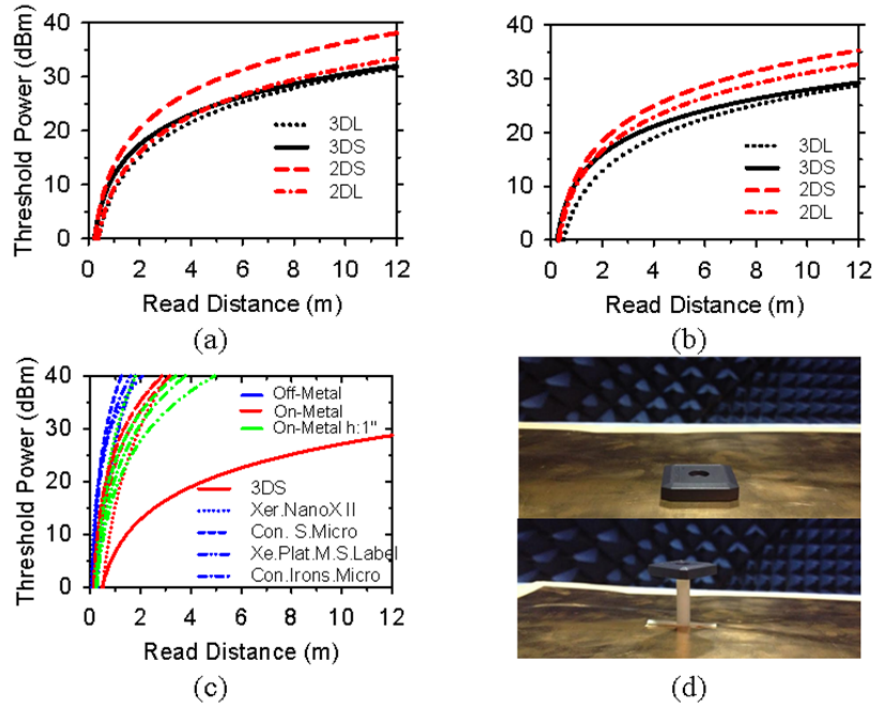 Threshold Power (dBm)
40
30
20
10
0
3DL
3DS
2DS
2DL
0 2 4 6 8 10 12
Read Distance (m)
(a)
40
30
20
10
0
3DL
3DS
2DS
2DL
0 2 4 6 8 10 12
Read Distance (m)
(b)
Threshold Power (dBm)
40
30
20
10
0
Off-Metal
On-Metal
On-Metal h:1"
3DS
Xer.NanoX II
Con. S.Micro
Xe.Plat.M.S.Label
Con.Irons.Micro
0 2 4 6 8 10 12
Read Distance (m)
(c)
(d)